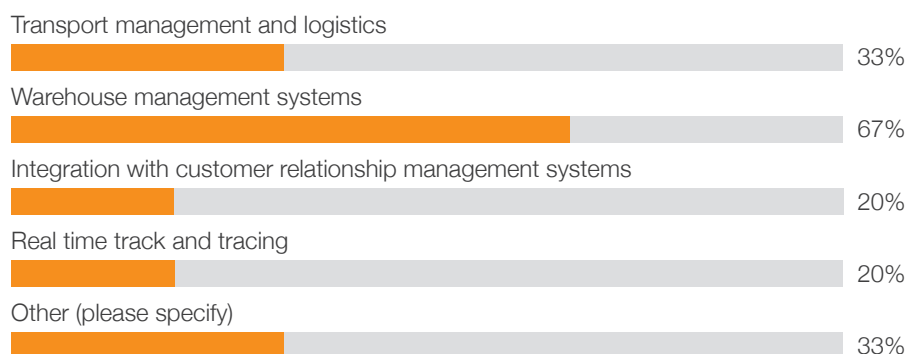 Transport management and logistics
33%
Warehouse management systems
67%
Integration with customer relationship management systems
20%
Real time track and tracing
20%
Other (please specify)
33%